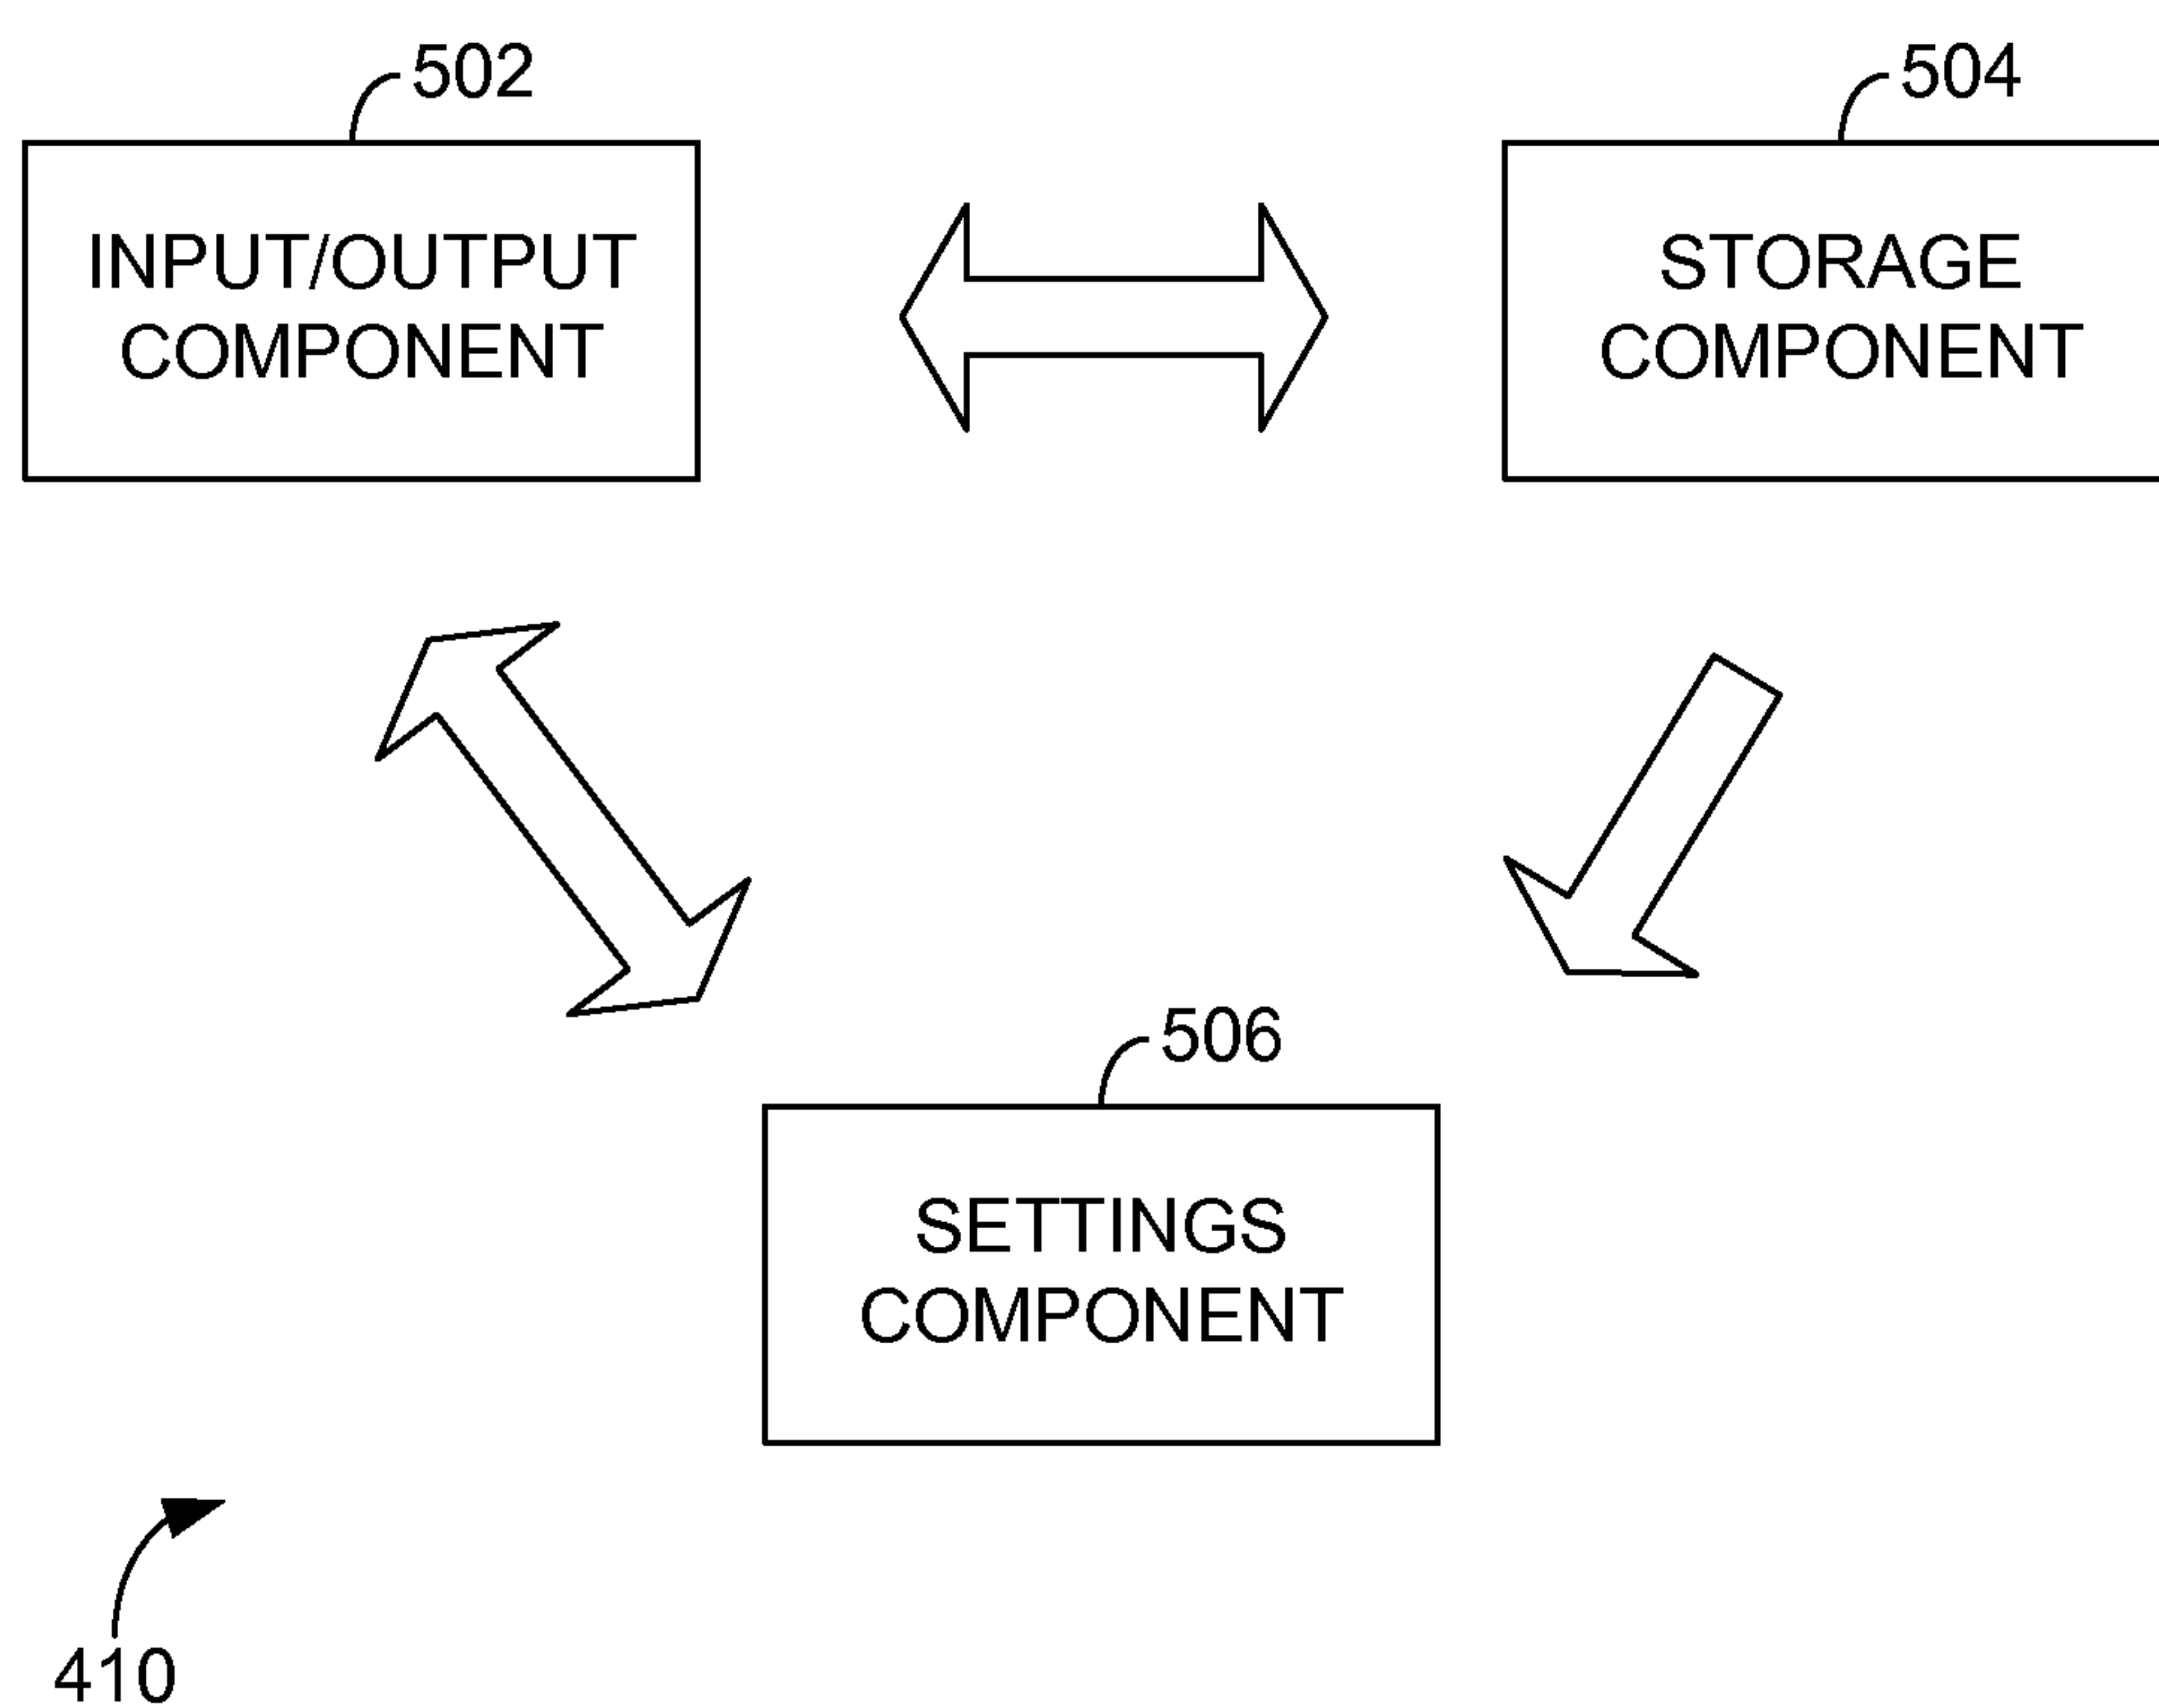 502
504
INPUT/OUTPUT
COMPONENT
STORAGE
COMPONENT
506
SETTINGS
COMPONENT
410